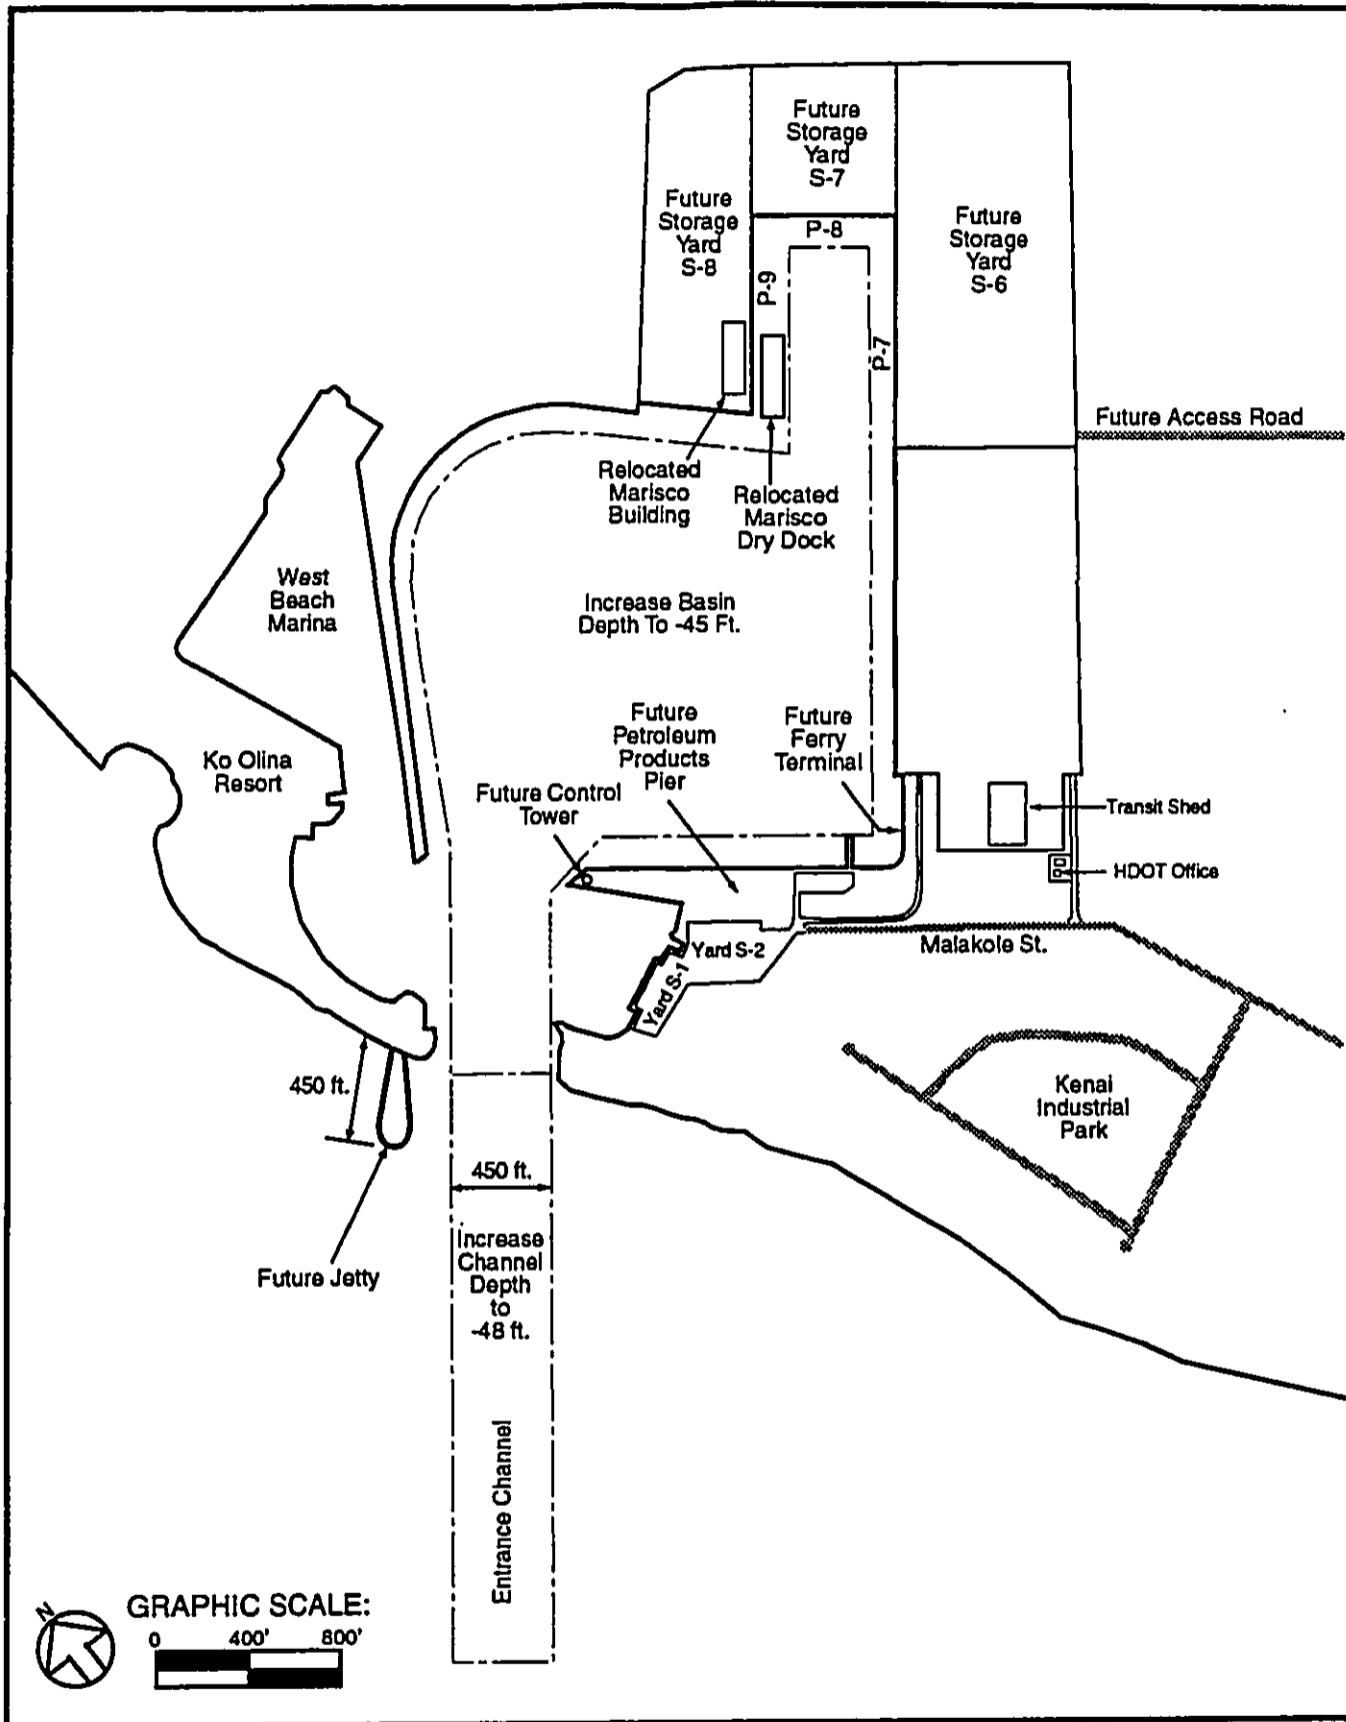 Future
Storage
Yard
S-7
Future
Storage
Yard
S-8
Future
Storage
Yard
S-6
P-8
P-9
P-7
Future Access Road
Relocated
Marisco
Building
Relocated
Marisco
Dry Dock
West
Beach
Marina
Increase Basin
Depth To -45 Ft.
Ko Olina
Resort
Future
Petroleum
Products
Pier
Future
Ferry
Terminal
Future Control
Tower
Transit Shed
HDOT Office
Malakole St.
Yard S-2
Yard S-1
Kenai
Industrial
Park
450 ft.
450 ft.
Future Jetty
Increase
Channel
Depth
to
-48 ft.
Entrance Channel
N
GRAPHIC SCALE:
0 400' 800'